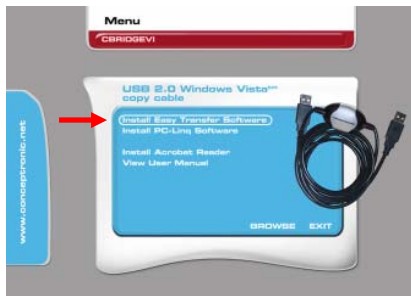 Menu
CBRIDGEVI
USB 2.0 Windows Vista™
copy cable
Install Easy Transfer Software
Install PC-Linq Software
Install Acrobat Reader
View User Manual
BROWSE EXIT
www.conceptronic.net